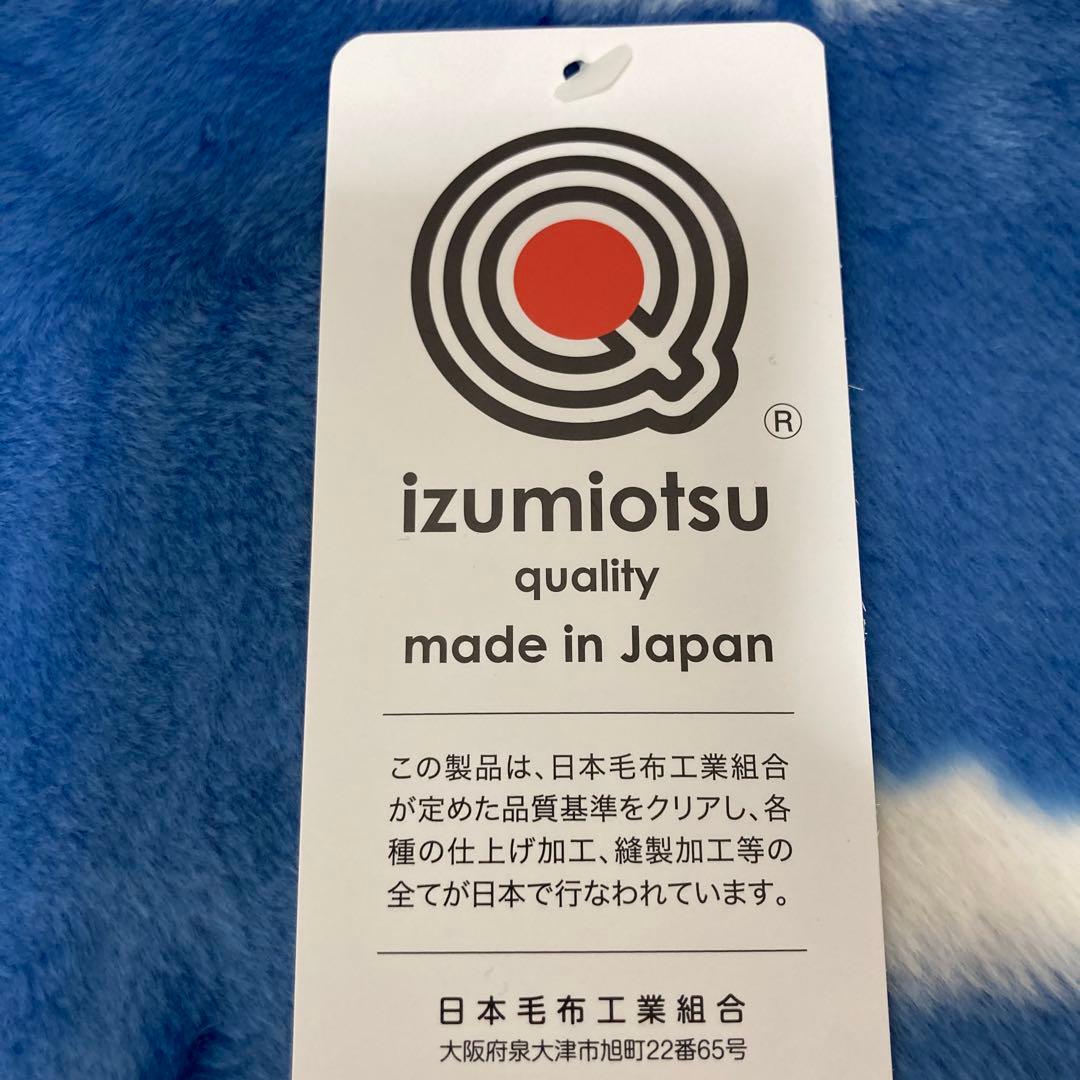 Q
®
izumiotsu
quality
made in Japan
この製品は、日本毛布工業組合
が定めた品質基準をクリアし、各
種の仕上げ加工、縫製加工等の
全てが日本で行なわれています。
日本毛布工業組合
大阪府泉大津市旭町22番65号